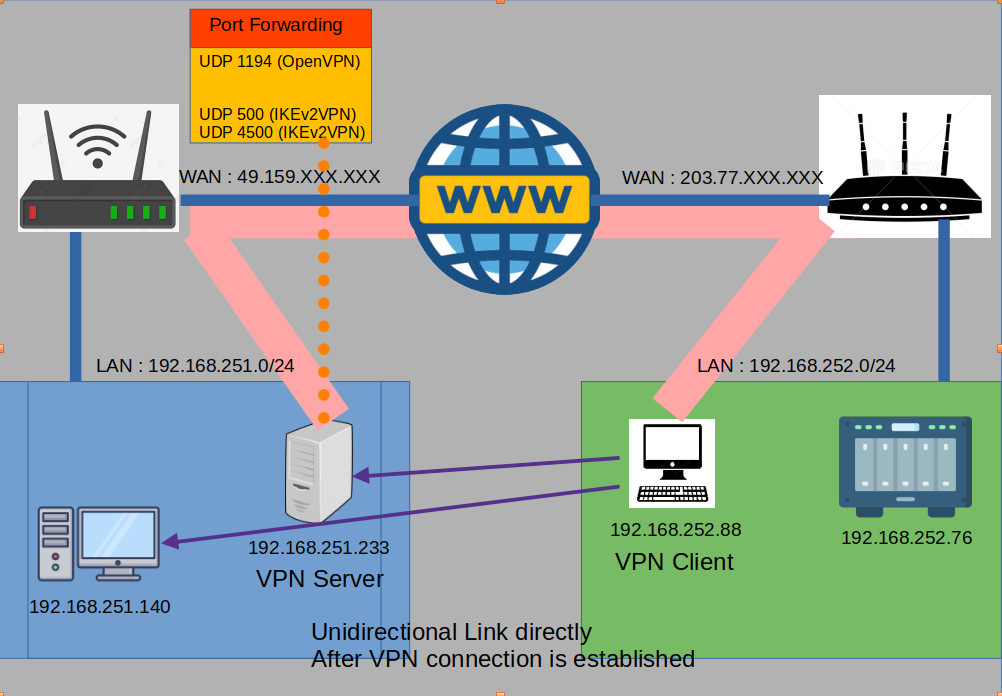 Port Forwarding
UDP 1194 (OpenVPN)
UDP 500 (IKEv2VPN)
UDP 4500 (IKEv2VPN)
WAN : 49.159.XXX.XXX
WWW
WAN : 203.77.XXX.XXX
LAN : 192.168.251.0/24
LAN : 192.168.252.0/24
192.168.251.233
VPN Server
192.168.251.140
192.168.252.88
VPN Client
192.168.252.76
Unidirectional Link directly
After VPN connection is established